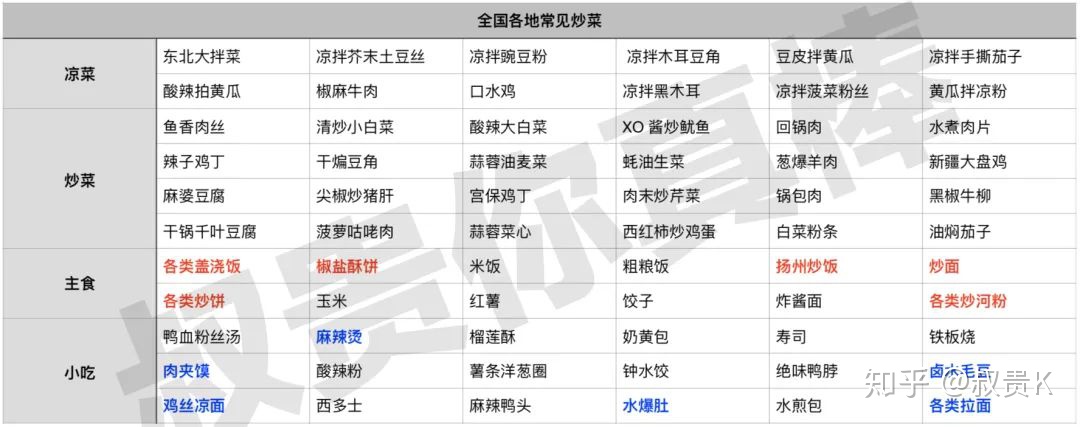 全国各地常见炒菜
凉菜
东北大拌菜 凉拌芥末土豆丝 凉拌豌豆粉 凉拌木耳豆角 豆皮拌黄瓜 凉拌手撕茄子
酸辣拍黄瓜 椒麻牛肉 口水鸡 凉拌黑木耳 凉拌菠菜粉丝 黄瓜拌凉粉
炒菜
鱼香肉丝 清炒小白菜 酸辣大白菜 XO 酱炒鱿鱼 回锅肉 水煮肉片
辣子鸡丁 干煸豆角 蒜蓉油麦菜 蚝油生菜 葱爆羊肉 新疆大盘鸡
麻婆豆腐 尖椒炒猪肝 宫保鸡丁 肉末炒芹菜 锅包肉 黑椒牛柳
干锅千叶豆腐 菠萝咕咾肉 蒜蓉菜心 西红柿炒鸡蛋 白菜粉条 油焖茄子
主食
各类盖浇饭 椒盐酥饼 米饭 粗粮饭 扬州炒饭 炒面
各类炒饼 玉米 红薯 饺子 炸酱面 各类炒河粉
小吃
鸭血粉丝汤 麻辣烫 榴莲酥 奶黄包 寿司 铁板烧
肉夹馍 酸辣粉 薯条洋葱圈 钟水饺 绝味鸭脖 卤水毛豆
鸡丝凉面 西多士 麻辣鸭头 水爆肚 水煎包 各类拉面
叔贵你真棒
知乎 @叔贵K